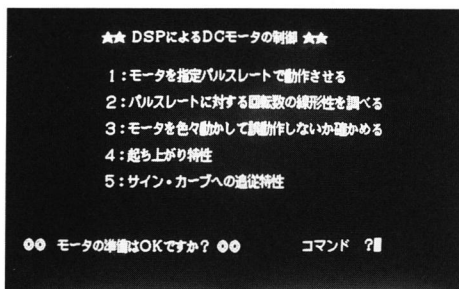 ★★ DSPによるDCモータの制御 ★★
1:モータを指定パルスレートで動作させる
2:パルスレートに対する回転数の線形性を調べる
3:モータを色々動かして誤動作しないか確かめる
4:起ち上がり特性
5:サイン・カーブへの追従特性
モータの準備はOKですか? コマンド ?